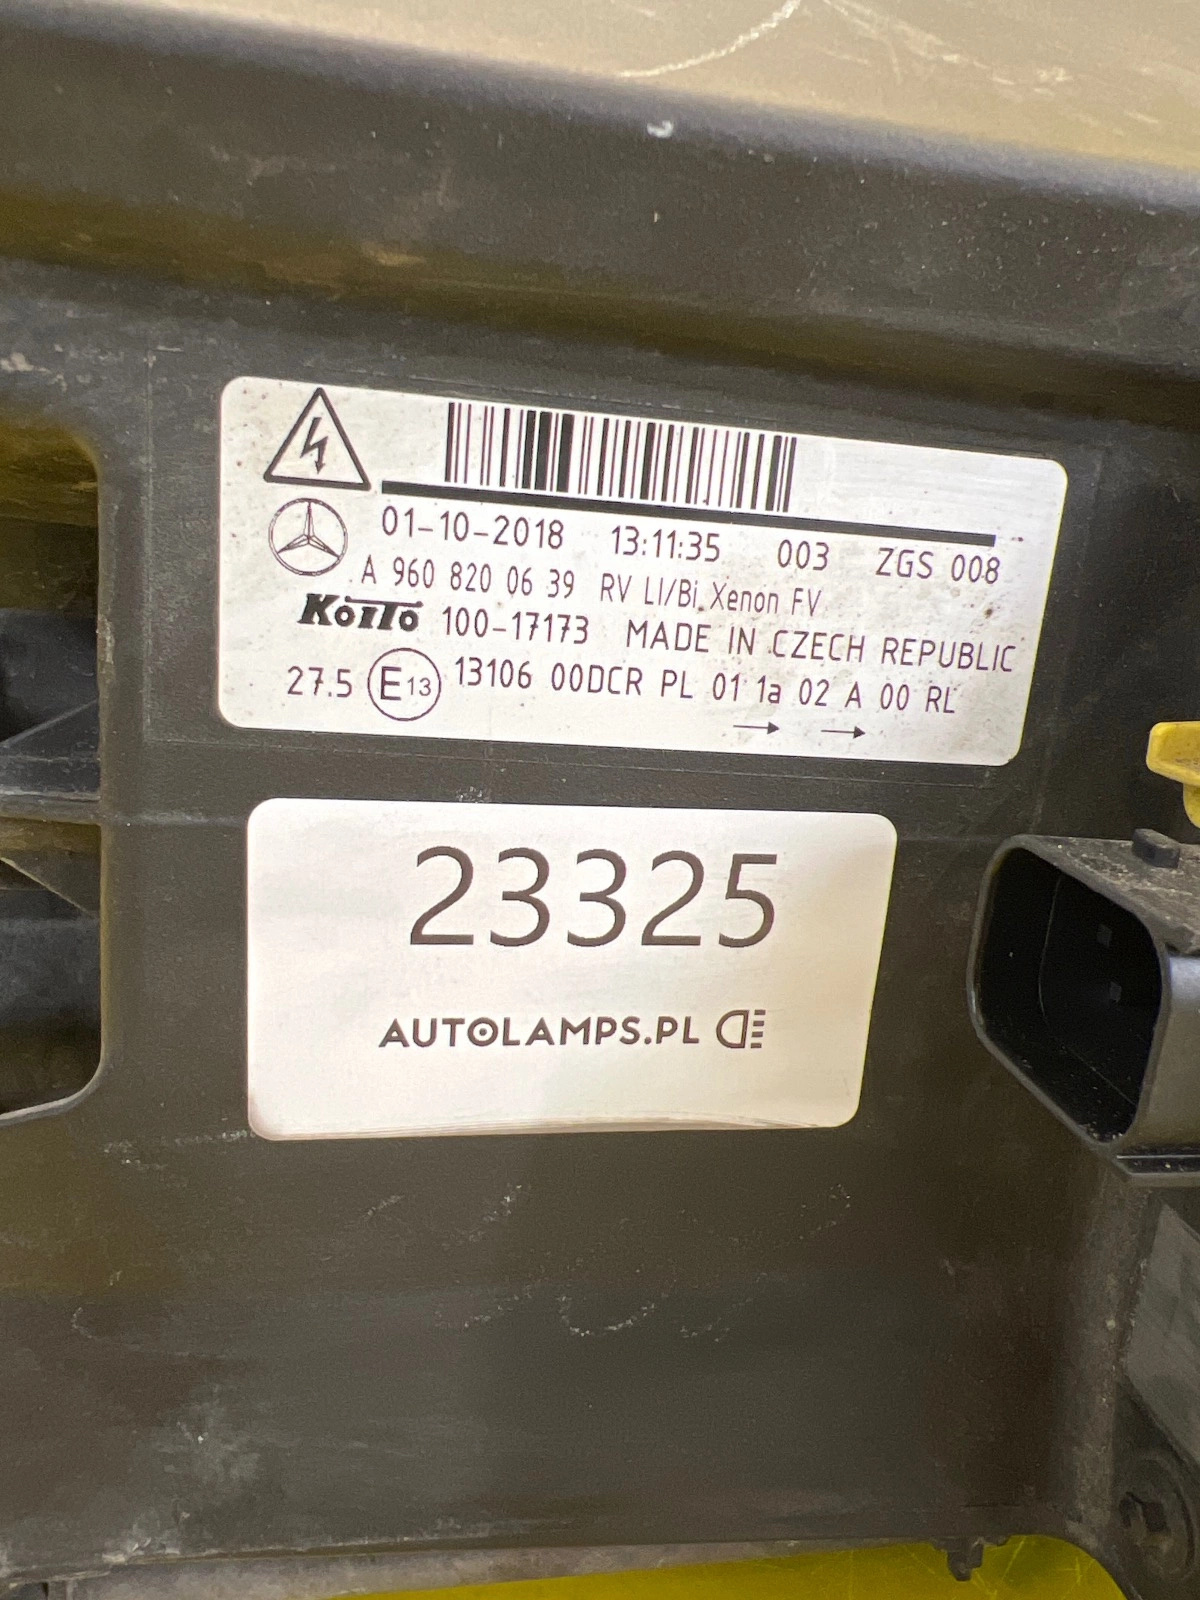 01-10-2018 13:11:35 003 ZGS 008
A 960 820 06 39 RV LI/Bi Xenon FV
KOITO 100-17173 MADE IN CZECH REPUBLIC
27.5 E13 13106 00DCR PL 01 1a 02 A 00 RL
→ →
23325
AUTOLAMPS.PL